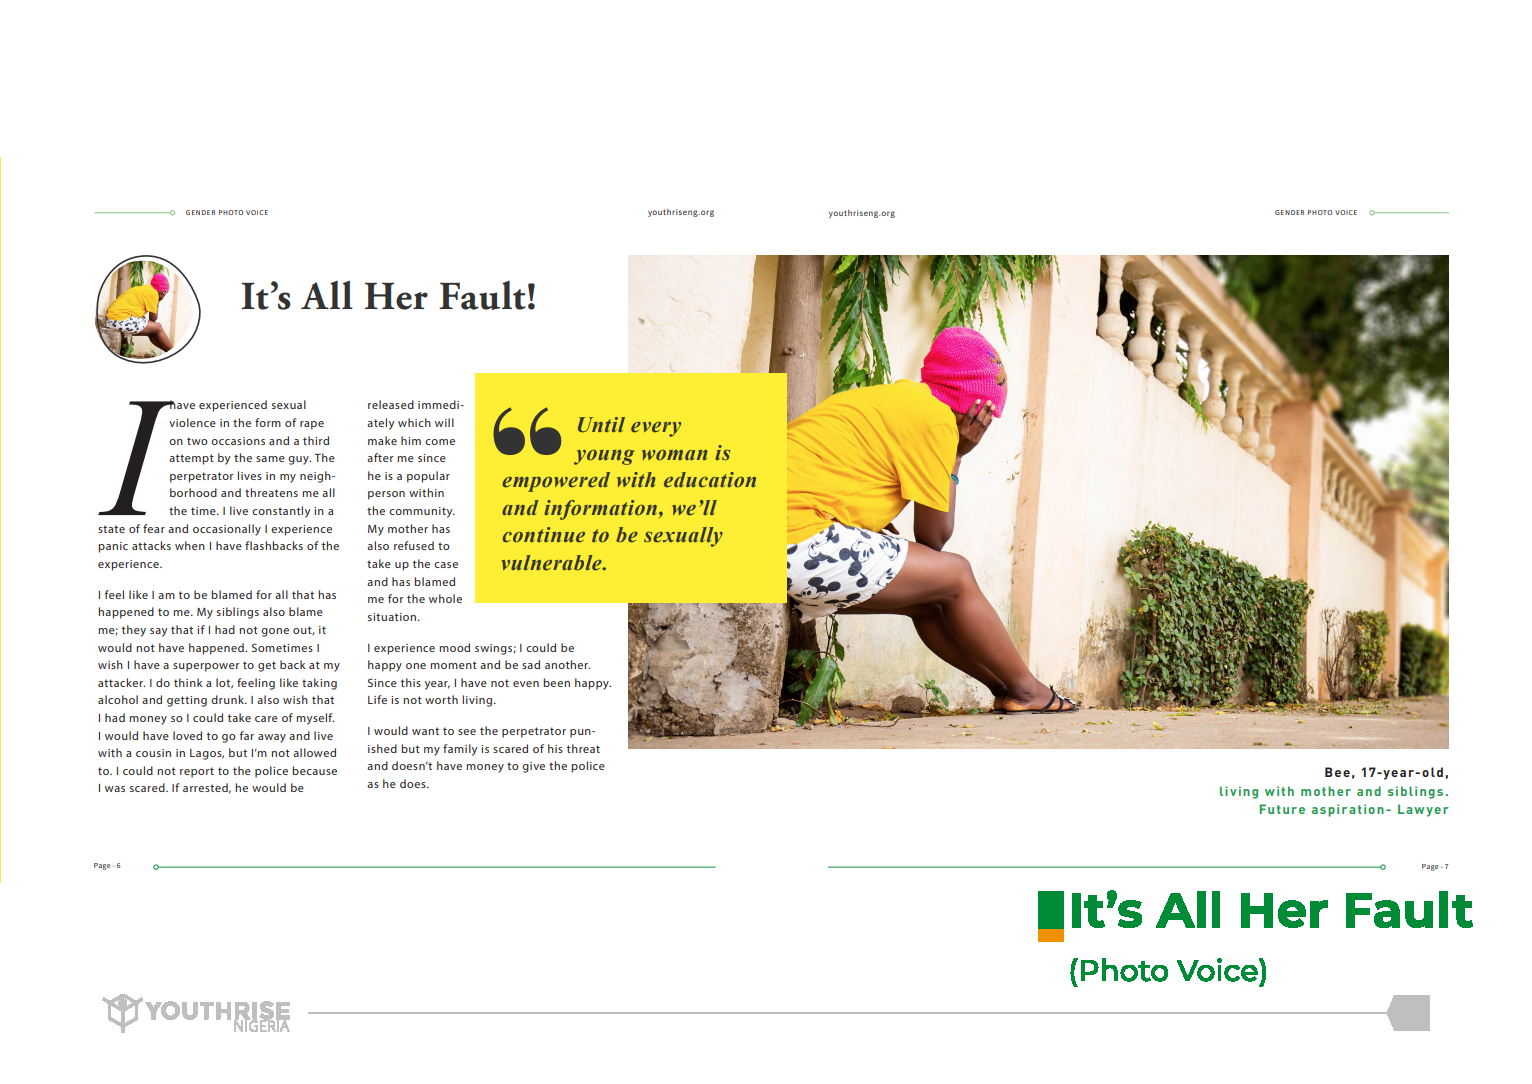 GENDER PHOTO VOICE
youthriseng.org
youthriseng.org
GENDER PHOTO VOICE
It's All Her Fault!
I have experienced sexual
violence in the form of rape
on two occasions and a third
attempt by the same guy. The
perpetrator lives in my neigh-
borhood and threatens me all
the time. I live constantly in a
state of fear and occasionally I experience
panic attacks when I have flashbacks of the
experience.
I feel like I am to be blamed for all that has
happened to me. My siblings also blame
me; they say that if I had not gone out, it
would not have happened. Sometimes I
wish I have a superpower to get back at my
attacker. I do think a lot, feeling like taking
alcohol and getting drunk. I also wish that
I had money so I could take care of myself.
I would have loved to go far away and live
with a cousin in Lagos, but I'm not allowed
to. I could not report to the police because
I was scared. If arrested, he would be
released immedi-
ately which will
make him come
after me since
he is a popular
person within
the community.
My mother has
also refused to
take up the case
and has blamed
me for the whole
situation.
I experience mood swings; I could be
happy one moment and be sad another.
Since this year, I have not even been happy.
Life is not worth living.
I would want to see the perpetrator pun-
ished but my family is scared of his threat
and doesn't have money to give the police
as he does.
“ Until every
young woman is
empowered with education
and information, we'll
continue to be sexually
vulnerable.
Bee, 17-year-old,
living with mother and siblings.
Future aspiration- Lawyer
Page - 6
Page - 7
It's All Her Fault
(Photo Voice)
YOUTHRISE
NIGERIA